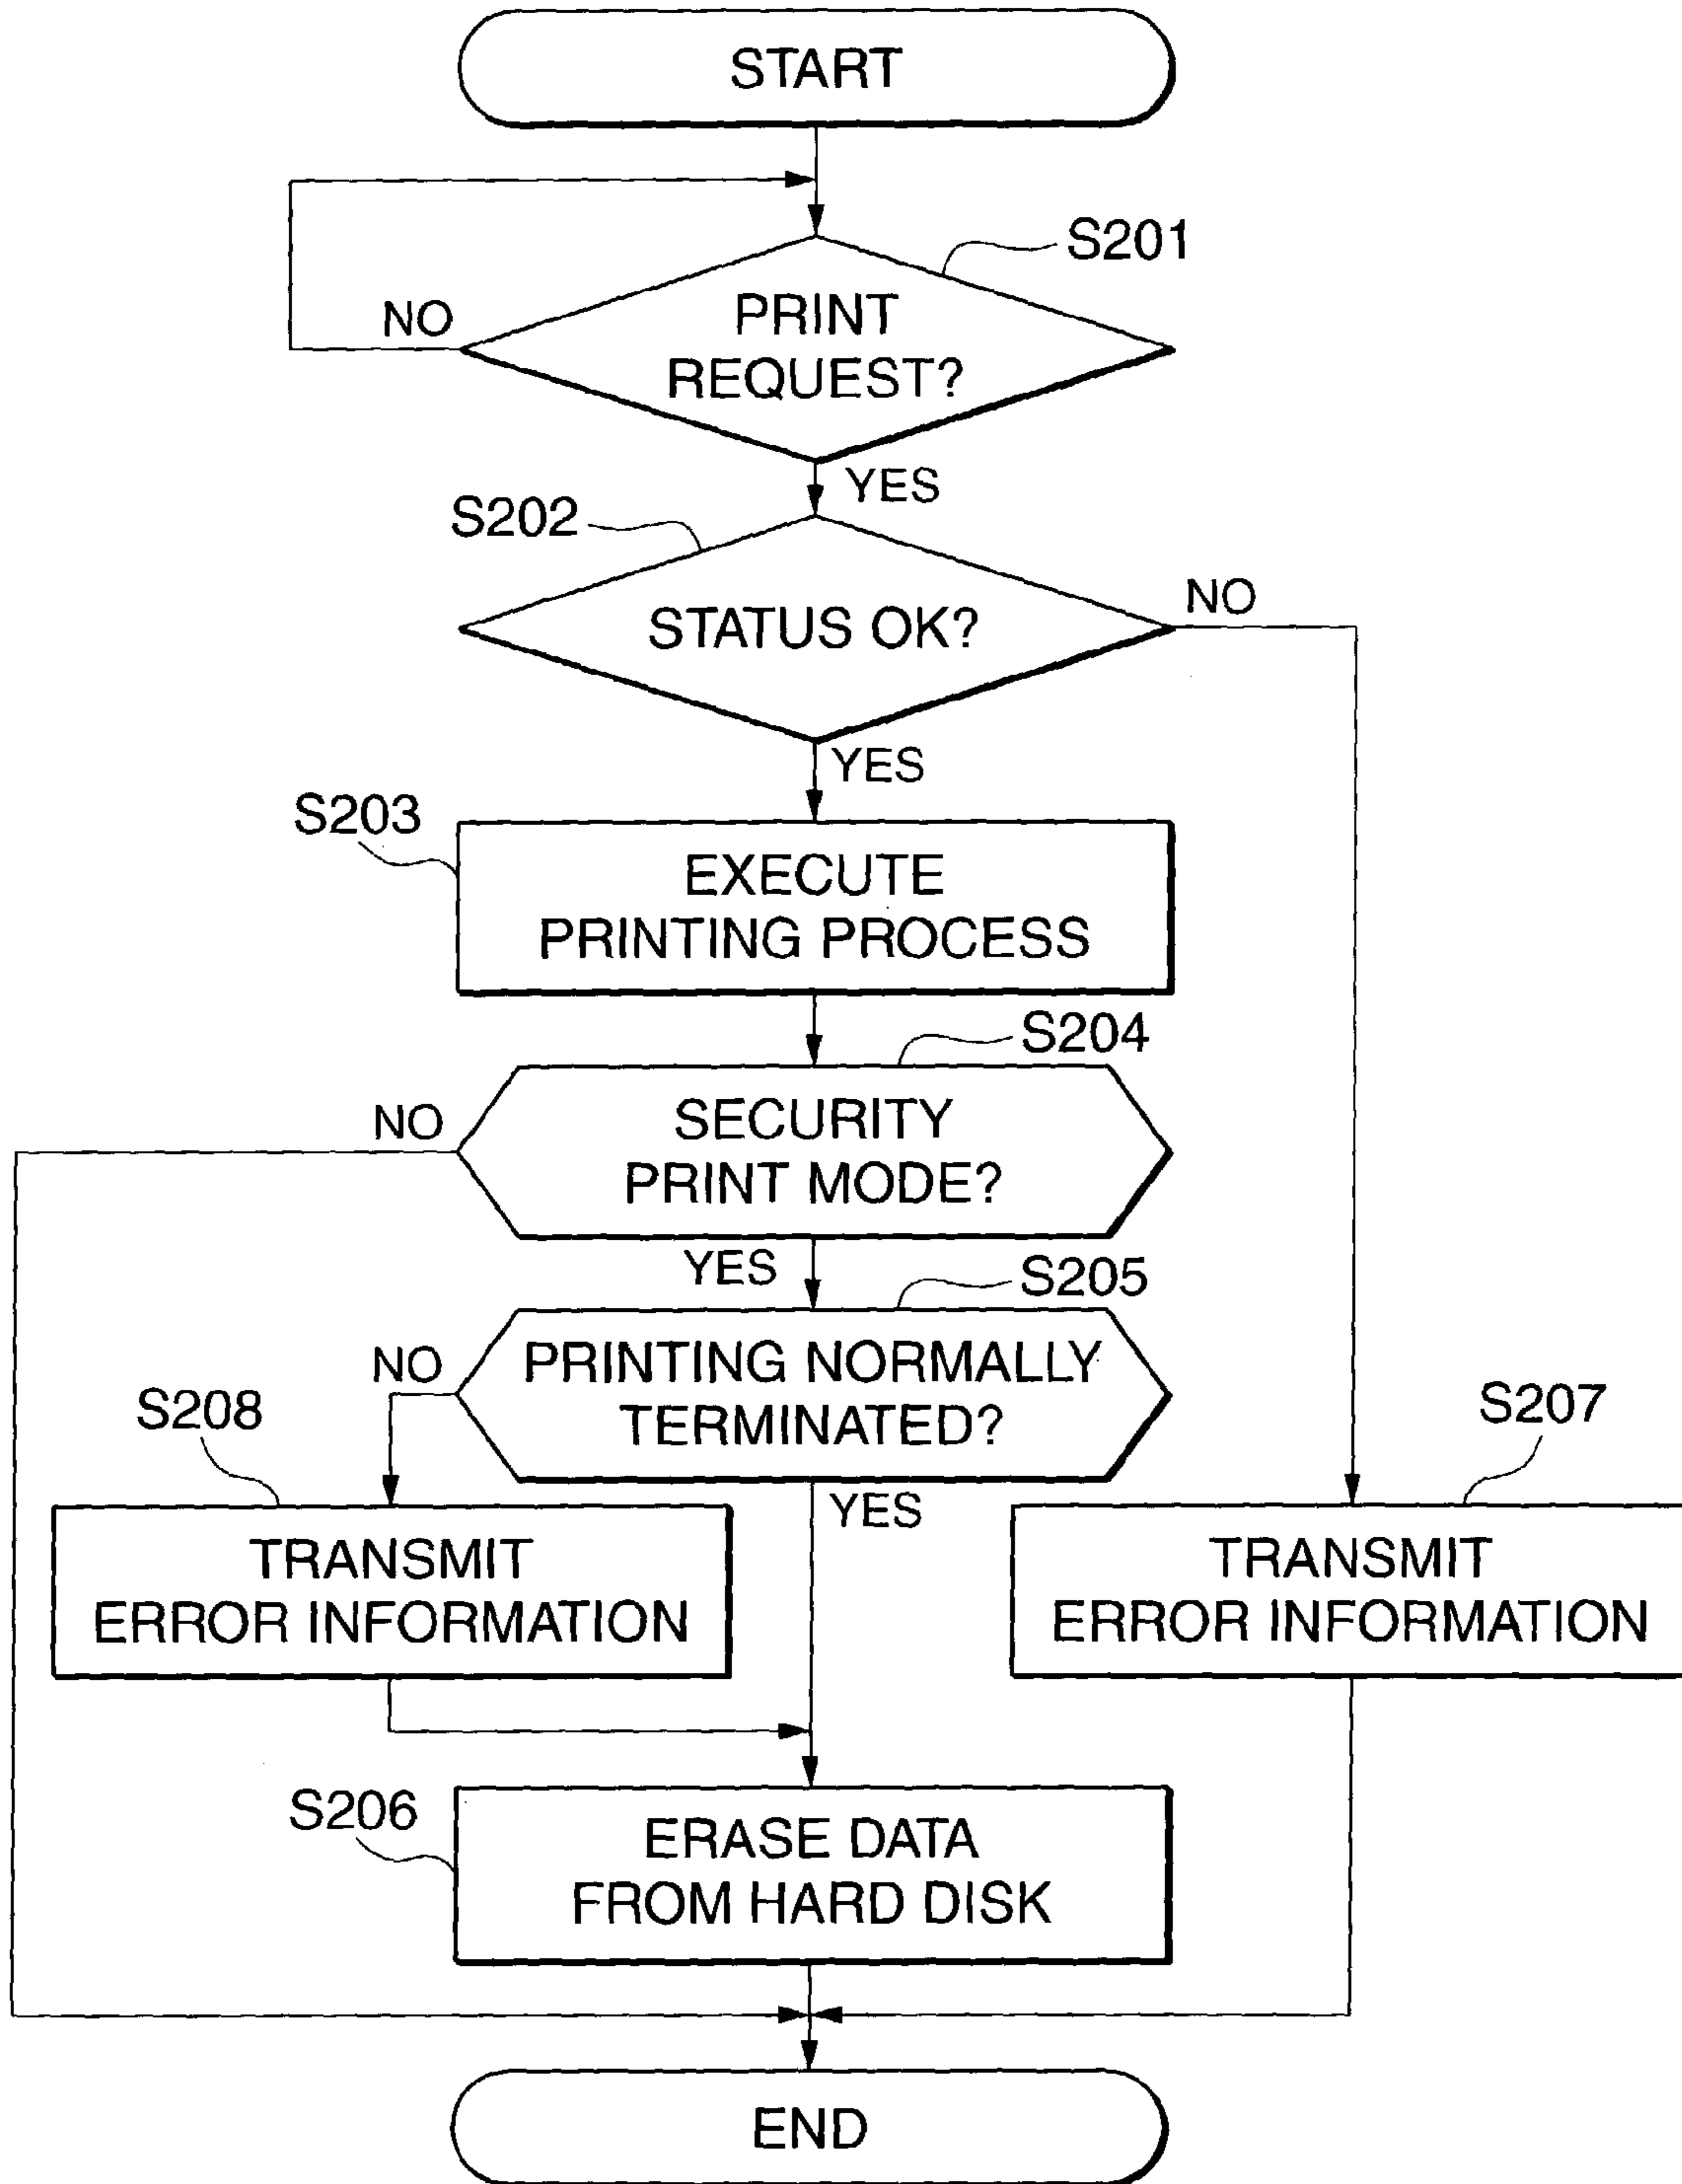 START
S201
NO
PRINT
REQUEST?
YES
S202
NO
STATUS OK?
YES
S203
EXECUTE
PRINTING PROCESS
S204
NO
SECURITY
PRINT MODE?
YES
S205
NO
PRINTING NORMALLY
TERMINATED?
S208
S207
YES
TRANSMIT
ERROR INFORMATION
TRANSMIT
ERROR INFORMATION
S206
ERASE DATA
FROM HARD DISK
END